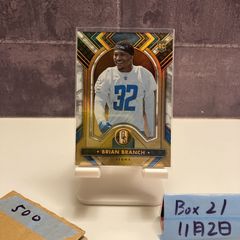 32
BRIAN BRANCH
LIONS
500
Box 21
11月2日